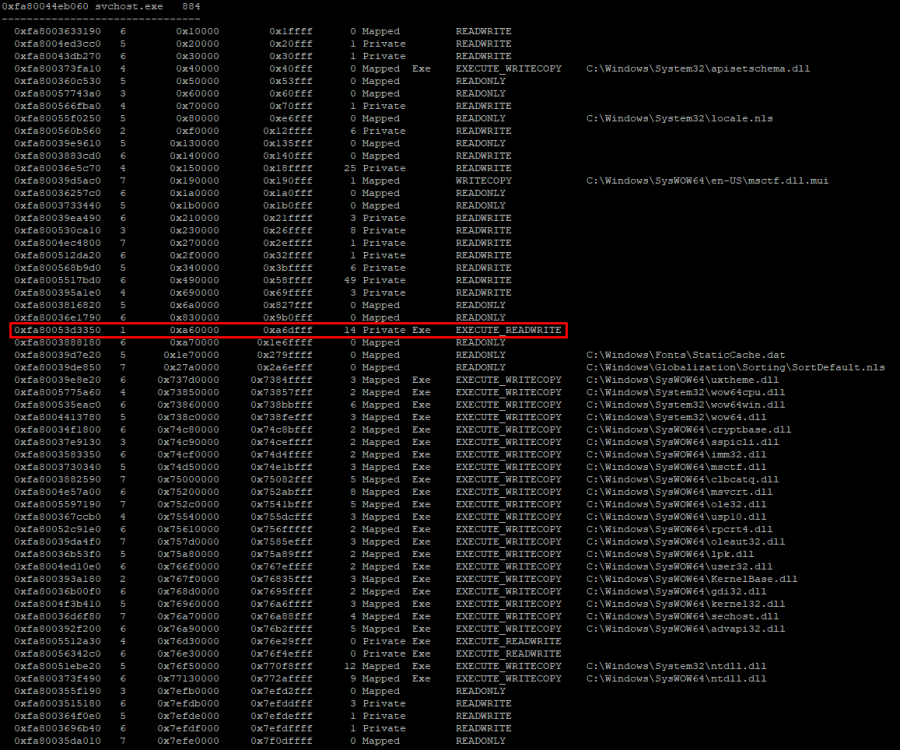 0xfa80044eb060 svchost.exe 884
--------------------------------
0xfa8003633190 6 0x10000 0x1ffff 0 Mapped READWRITE
0xfa8004ed3cc0 5 0x20000 0x20fff 1 Private READWRITE
0xfa80043db270 6 0x30000 0x30fff 1 Private READWRITE
0xfa800373fa10 4 0x40000 0x40fff 0 Mapped Exe EXECUTE_WRITECOPY C:\Windows\System32\apisetschema.dll
0xfa800360c530 5 0x50000 0x53fff 0 Mapped READONLY
0xfa80057743a0 3 0x60000 0x60fff 0 Mapped READONLY
0xfa800566fba0 4 0x70000 0x70fff 1 Private READWRITE
0xfa80055f0250 5 0x80000 0xe6fff 0 Mapped READONLY C:\Windows\System32\locale.nls
0xfa800560b560 2 0xf0000 0x12ffff 6 Private READWRITE
0xfa80039e9610 5 0x130000 0x135fff 0 Mapped READONLY
0xfa8003883cd0 6 0x140000 0x140fff 0 Mapped READWRITE
0xfa80036e5c70 4 0x150000 0x18ffff 25 Private READWRITE
0xfa80039d5ac0 7 0x190000 0x190fff 1 Mapped WRITECOPY C:\Windows\SysWOW64\en-US\msctf.dll.mui
0xfa80036257c0 6 0x1a0000 0x1a0fff 0 Mapped READONLY
0xfa8003733440 5 0x1b0000 0x1b0fff 0 Mapped READONLY
0xfa80039ea490 6 0x210000 0x21ffff 3 Private READWRITE
0xfa800530ca10 3 0x230000 0x26ffff 8 Private READWRITE
0xfa8004ec4800 7 0x270000 0x2effff 1 Private READWRITE
0xfa800512da20 6 0x2f0000 0x32ffff 1 Private READWRITE
0xfa800568b9d0 5 0x340000 0x3bffff 6 Private READWRITE
0xfa8005517bd0 6 0x490000 0x58ffff 49 Private READWRITE
0xfa800395a1e0 4 0x690000 0x69ffff 3 Private READWRITE
0xfa8003816820 5 0x6a0000 0x827fff 0 Mapped READONLY
0xfa80036e1790 6 0x830000 0x9b0fff 0 Mapped READONLY
0xfa80053d3350 1 0xa60000 0xa6dfff 14 Private Exe EXECUTE_READWRITE
0xfa8003888180 6 0xa70000 0x1e6ffff 0 Mapped READONLY
0xfa80039d7e20 5 0x1e70000 0x279ffff 0 Mapped READONLY C:\Windows\Fonts\StaticCache.dat
0xfa80039de850 7 0x27a0000 0x2a6efff 0 Mapped READONLY C:\Windows\Globalization\Sorting\SortDefault.nls
0xfa80039e8e20 6 0x737d0000 0x7384ffff 3 Mapped Exe EXECUTE_WRITECOPY C:\Windows\SysWOW64\uxtheme.dll
0xfa8005775a60 4 0x73850000 0x73857fff 2 Mapped Exe EXECUTE_WRITECOPY C:\Windows\System32\wow64cpu.dll
0xfa800535eac0 6 0x73860000 0x738bbfff 6 Mapped Exe EXECUTE_WRITECOPY C:\Windows\System32\wow64win.dll
0xfa8004413780 5 0x738c0000 0x738fefff 3 Mapped Exe EXECUTE_WRITECOPY C:\Windows\System32\wow64.dll
0xfa80034f1800 6 0x74c80000 0x74c8bfff 2 Mapped Exe EXECUTE_WRITECOPY C:\Windows\SysWOW64\cryptbase.dll
0xfa80037e9130 3 0x74c90000 0x74ceffff 2 Mapped Exe EXECUTE_WRITECOPY C:\Windows\SysWOW64\sspicli.dll
0xfa8003583350 6 0x74cf0000 0x74d4ffff 2 Mapped Exe EXECUTE_WRITECOPY C:\Windows\SysWOW64\imm32.dll
0xfa8003730340 5 0x74d50000 0x74e1bfff 3 Mapped Exe EXECUTE_WRITECOPY C:\Windows\SysWOW64\msctf.dll
0xfa8003882590 7 0x75000000 0x75082fff 5 Mapped Exe EXECUTE_WRITECOPY C:\Windows\SysWOW64\clbcatq.dll
0xfa8004e57a00 6 0x75200000 0x752abfff 8 Mapped Exe EXECUTE_WRITECOPY C:\Windows\SysWOW64\msvcrt.dll
0xfa8005597190 7 0x752c0000 0x7541bfff 5 Mapped Exe EXECUTE_WRITECOPY C:\Windows\SysWOW64\ole32.dll
0xfa800367ccb0 4 0x75540000 0x755dcfff 3 Mapped Exe EXECUTE_WRITECOPY C:\Windows\SysWOW64\usp10.dll
0xfa80052c91e0 6 0x75610000 0x756fffff 2 Mapped Exe EXECUTE_WRITECOPY C:\Windows\SysWOW64\rpcrt4.dll
0xfa80039da4f0 6 0x757d0000 0x7585efff 3 Mapped Exe EXECUTE_WRITECOPY C:\Windows\SysWOW64\oleaut32.dll
0xfa80036b53f0 5 0x75a80000 0x75a89fff 2 Mapped Exe EXECUTE_WRITECOPY C:\Windows\SysWOW64\lpk.dll
0xfa8004ed10e0 6 0x766f0000 0x767effff 2 Mapped Exe EXECUTE_WRITECOPY C:\Windows\SysWOW64\user32.dll
0xfa800393a180 2 0x767f0000 0x76835fff 3 Mapped Exe EXECUTE_WRITECOPY C:\Windows\SysWOW64\KernelBase.dll
0xfa80036b00f0 6 0x768d0000 0x7695ffff 2 Mapped Exe EXECUTE_WRITECOPY C:\Windows\SysWOW64\gdi32.dll
0xfa8004f3b410 5 0x76960000 0x76a6ffff 3 Mapped Exe EXECUTE_WRITECOPY C:\Windows\SysWOW64\kernel32.dll
0xfa80036d6f80 7 0x76a70000 0x76a88fff 4 Mapped Exe EXECUTE_WRITECOPY C:\Windows\SysWOW64\sechost.dll
0xfa800392f200 6 0x76a90000 0x76b2ffff 5 Mapped Exe EXECUTE_WRITECOPY C:\Windows\SysWOW64\advapi32.dll
0xfa8005512a30 4 0x76d30000 0x76e29fff 0 Private Exe EXECUTE_READWRITE
0xfa80056342c0 6 0x76e30000 0x76f4efff 0 Private Exe EXECUTE_READWRITE
0xfa80051ebe20 5 0x76f50000 0x770f8fff 12 Mapped Exe EXECUTE_WRITECOPY C:\Windows\System32\ntdll.dll
0xfa800373f490 6 0x77130000 0x772affff 9 Mapped Exe EXECUTE_WRITECOPY C:\Windows\SysWOW64\ntdll.dll
0xfa800355f190 3 0x7efb0000 0x7efd2fff 0 Mapped READONLY
0xfa8003515180 6 0x7efdb000 0x7efddfff 3 Private READWRITE
0xfa800364f0e0 5 0x7efde000 0x7efdefff 1 Private READWRITE
0xfa8003696b40 6 0x7efdf000 0x7efdffff 1 Private READWRITE
0xfa80035da010 7 0x7efe0000 0x7f0dffff 0 Mapped READONLY